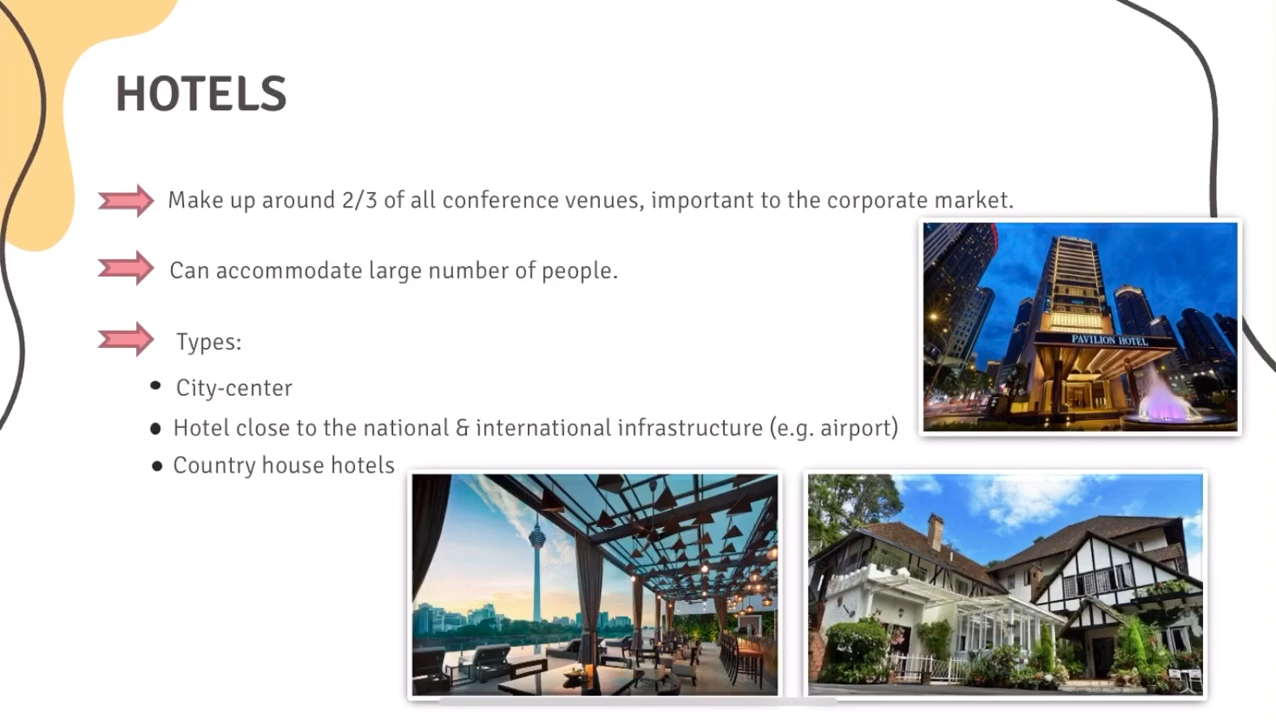 HOTELS
Make up around 2/3 of all conference venues, important to the corporate market.
Can accommodate large number of people.
PAVILION HOTEL
Types:
City-center
Hotel close to the national & international infrastructure (e.g. airport)
Country house hotels